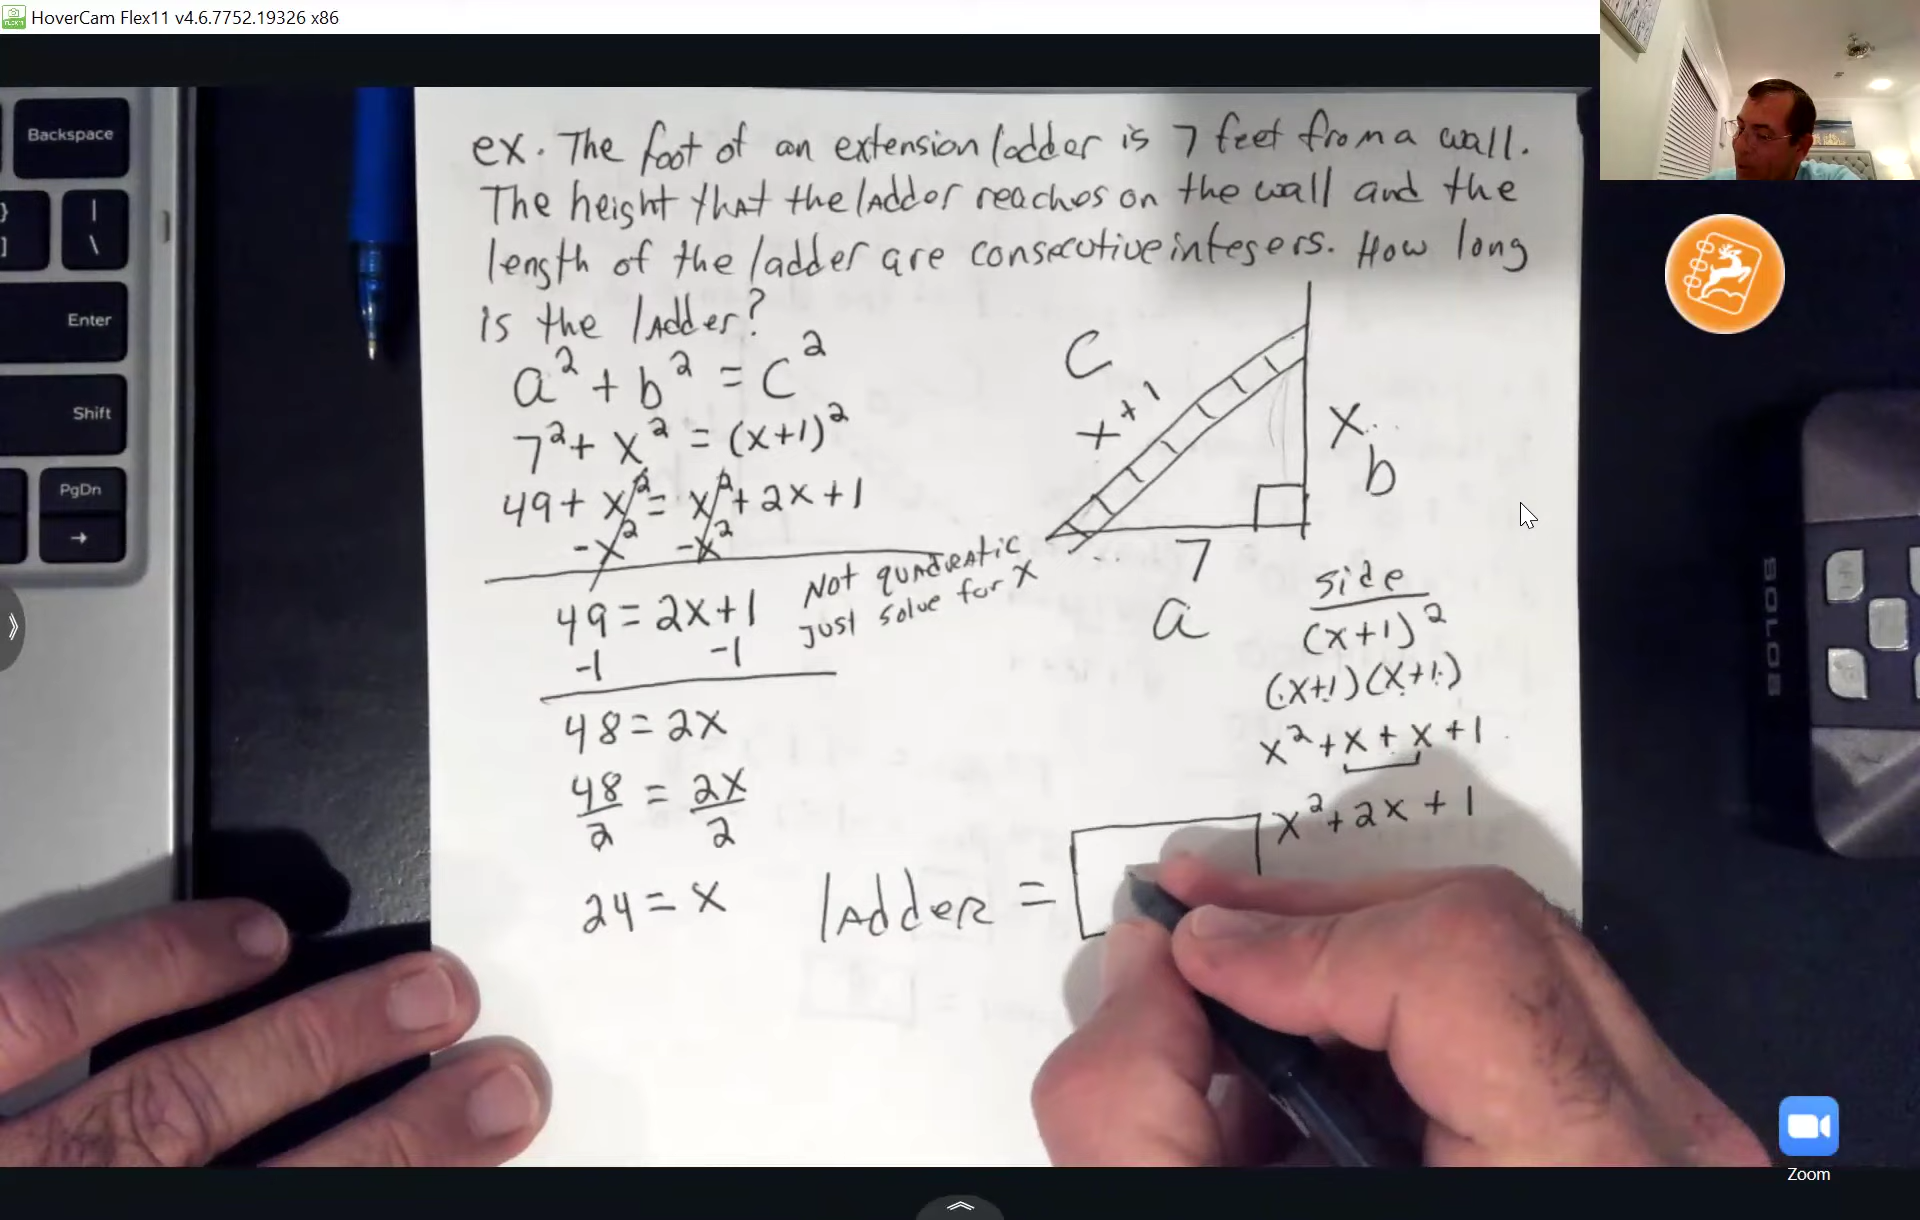 HoverCam Flex11 v4.6.7752.19326 x86
Backspace
}
]
|
\
Enter
Shift
PgDn
ex. The foot of an extension ladder is 7 feet from a wall.
The height that the ladder reaches on the wall and the
length of the ladder are consecutive integers. How long
is the ladder?
a² + b² = c²
7² + x² = (x+1)²
49 + x² = x² + 2x + 1
-x² -x²
49 = 2x+1
-1 -1
Not quadratic
just solve for x
48 = 2x
48/2 = 2x/2
24 = x
ladder =
C
x+1
x
b
7
a
side
(x+1)²
(x+1)(x+1)
x² + x + x + 1
x² + 2x + 1
SOLO8
Zoom